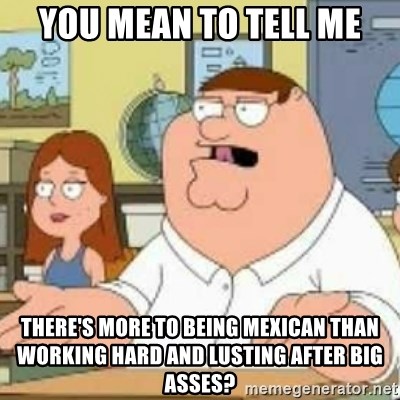 YOU MEAN TO TELL ME
THERE'S MORE TO BEING MEXICAN THAN
WORKING HARD AND LUSTING AFTER BIG
ASSES?
memegenerator.net